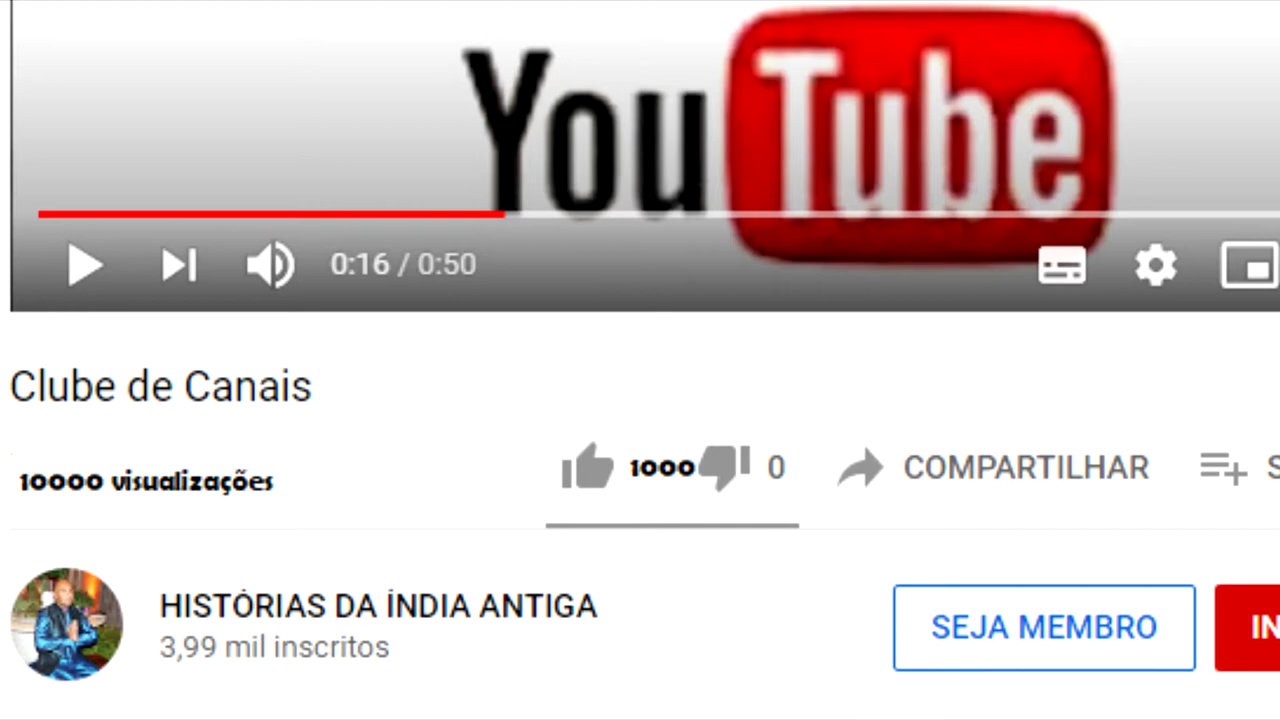 YouTube
0:16 / 0:50
Clube de Canais
10000 visualizações
1000 0 COMPARTILHAR S
HISTÓRIAS DA ÍNDIA ANTIGA
3,99 mil inscritos
SEJA MEMBRO IN